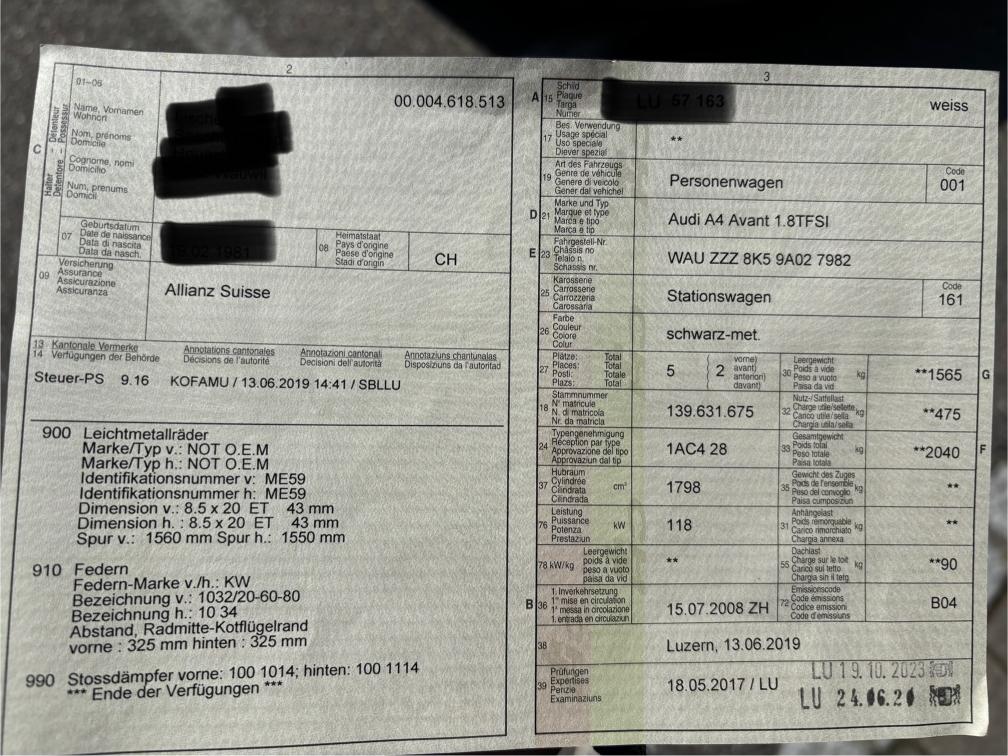 2
01–06
Name, Vornamen
Wohnort
Nom, prénoms
Domicile
Cognome, nomi
Domicilio
Num, prenums
Domicil
C
Halter - Détenteur
Detentore - Possessur
00.004.618.513
07
Geburtsdatum
Date de naissance
Data di nascita
Data da nasch.
08
Heimatstaat
Pays d'origine
Paese d'origine
Stadi d'origin
CH
09
Versicherung
Assurance
Assicurazione
Assicuranza
Allianz Suisse
13 Kantonale Vermerke
14 Verfügungen der Behörde
Annotations cantonales
Décisions de l'autorité
Annotazioni cantonali
Decisioni dell'autorità
Annotaziuns chantunalas
Disposiziuns da l'autoritad
Steuer-PS 9.16 KOFAMU / 13.06.2019 14:41 / SBLLU
900 Leichtmetallräder
Marke/Typ v.: NOT O.E.M
Marke/Typ h.: NOT O.E.M
Identifikationsnummer v: ME59
Identifikationsnummer h: ME59
Dimension v.: 8.5 x 20 ET 43 mm
Dimension h. : 8.5 x 20 ET 43 mm
Spur v.: 1560 mm Spur h.: 1550 mm
910 Federn
Federn-Marke v./h.: KW
Bezeichnung v.: 1032/20-60-80
Bezeichnung h.: 10 34
Abstand, Radmitte-Kotflügelrand
vorne : 325 mm hinten : 325 mm
990 Stossdämpfer vorne: 100 1014; hinten: 100 1114
*** Ende der Verfügungen ***
3
A 15
Schild
Plaque
Targa
Numer
weiss
17
Bes. Verwendung
Usage spécial
Uso speciale
Diever spezial
**
19
Art des Fahrzeugs
Genre de véhicule
Genere di veicolo
Gener dal vehichel
Personenwagen
Code
001
D 21
Marke und Typ
Marque et type
Marca e tipo
Marca e tip
Audi A4 Avant 1.8TFSI
E 23
Fahrgestell-Nr.
Châssis no
Telaio n.
Schassis nr.
WAU ZZZ 8K5 9A02 7982
25
Karosserie
Carrosserie
Carrozzeria
Carossaria
Stationswagen
Code
161
26
Farbe
Couleur
Colore
Colur
schwarz-met.
27
Plätze: Total
Places: Total
Posti: Totale
Plazs: Total
5
2
vorne)
avant)
anteriori)
davant)
30
Leergewicht
Poids à vide
Peso a vuoto
Paisa da vid
kg
**1565
G
18
Stammnummer
N° matricule
N. di matricola
Nr. da matricla
139.631.675
32
Nutz-/Sattellast
Charge utile/sellette
Carico utile/sella
Chargia utila/sella
kg
**475
24
Typengenehmigung
Réception par type
Approvazione del tipo
Approvaziun dal tip
1AC4 28
33
Gesamtgewicht
Poids total
Peso totale
Paisa totala
kg
**2040
F
37
Hubraum
Cylindrée
Cilindrata
Cilindrada
cm³
1798
35
Gewicht des Zuges
Poids de l'ensemble
Peso del convoglio
Paisa cumposiziun
kg
**
76
Leistung
Puissance
Potenza
Prestaziun
kW
118
31
Anhängelast
Poids remorquable
Carico rimorchiato
Chargia annexa
kg
**
78 kW/kg
Leergewicht
poids à vide
peso a vuoto
paisa da vid
**
55
Dachlast
Charge sur le toit
Carico sul tetto
Chargia sin il tetg
kg
**90
B 36
1. Inverkehrsetzung
1re mise en circulation
1a messa in circolazione
1. entrada en circulaziun
15.07.2008 ZH
72
Emissionscode
Code émissions
Codice emissioni
Code d'emissiuns
B04
38
Luzern, 13.06.2019
39
Prüfungen
Expertises
Perizie
Examinaziuns
18.05.2017 / LU
LU 19.10.2023
LU 24.06.20